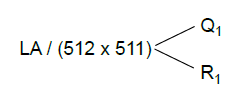 Q₁
LA / (512 x 511)
R₁